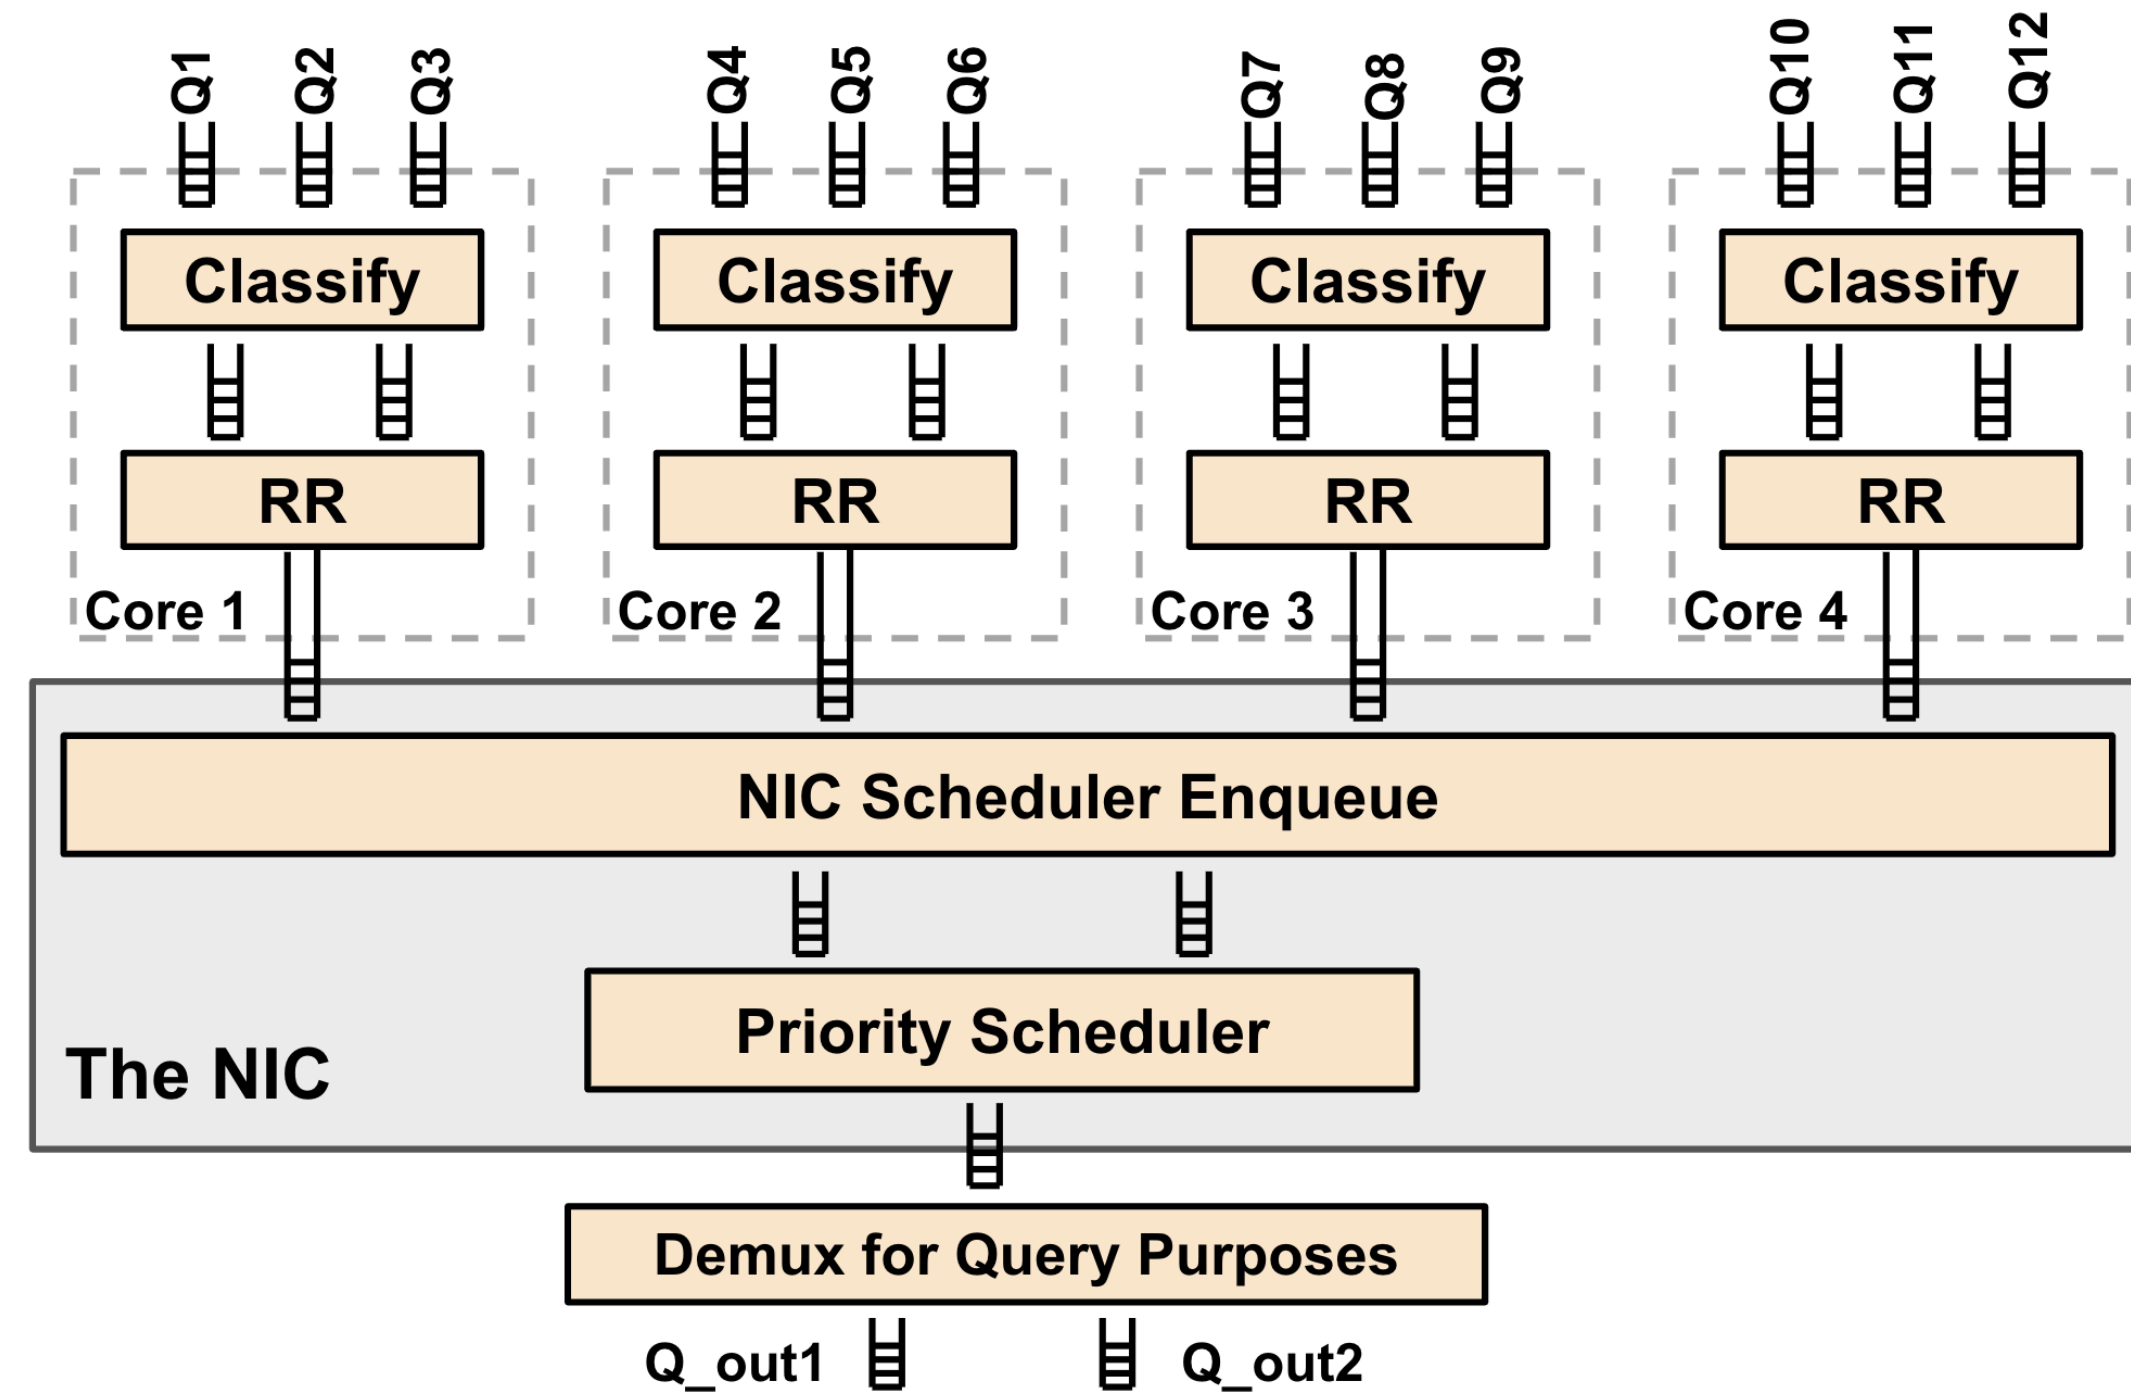 Q1 Q2 Q3 Q4 Q5 Q6 Q7 Q8 Q9 Q10 Q11 Q12
Classify Classify Classify Classify
RR RR RR RR
Core 1 Core 2 Core 3 Core 4
NIC Scheduler Enqueue
Priority Scheduler
The NIC
Demux for Query Purposes
Q_out1 Q_out2